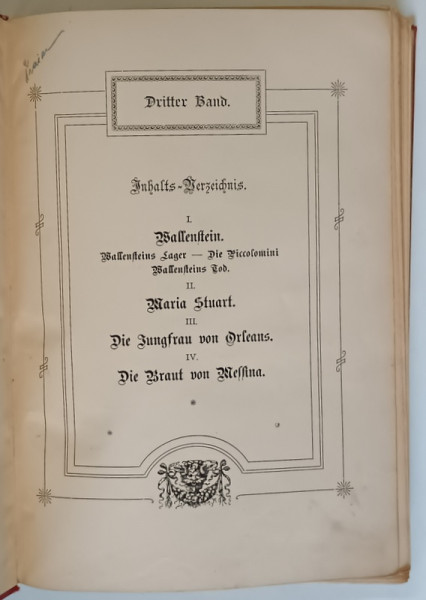 Dritter Band.
Inhalts-Verzeichnis.
I.
Wallenstein.
Wallensteins Lager — Die Piccolomini
Wallensteins Tod.
II.
Maria Stuart.
III.
Die Jungfrau von Orleans.
IV.
Die Braut von Messina.